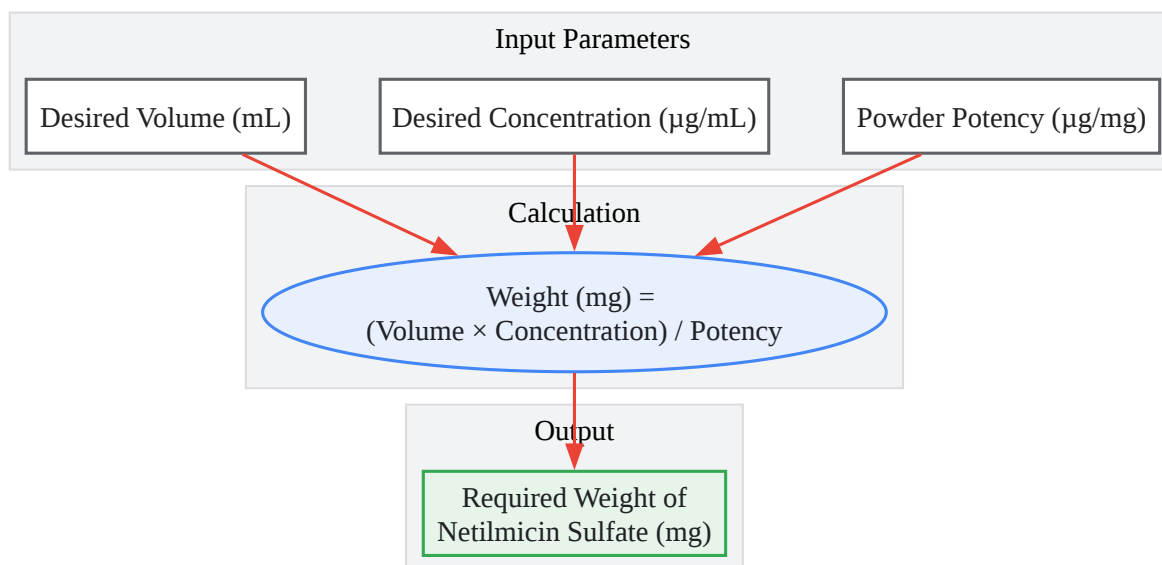 Input Parameters
Desired Volume (mL)
Desired Concentration (µg/mL)
Powder Potency (µg/mg)
Calculation
Weight (mg) =
(Volume × Concentration) / Potency
Output
Required Weight of
Netilmicin Sulfate (mg)